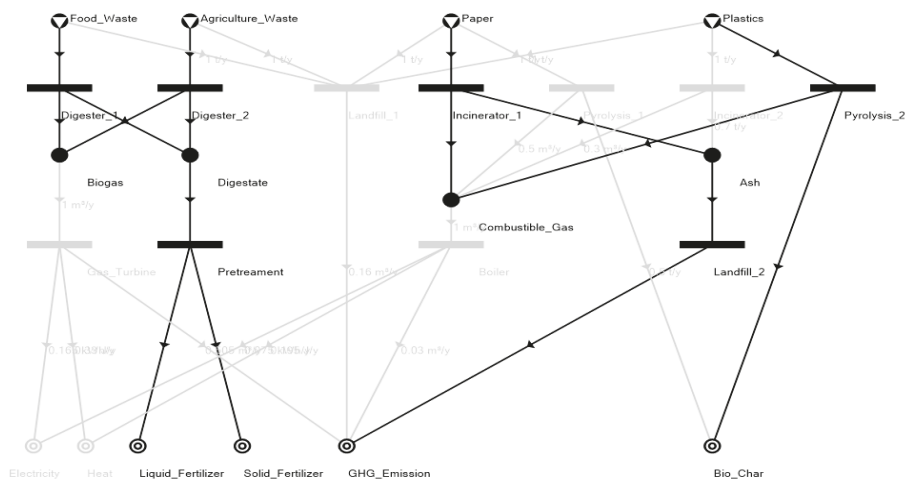 Food_Waste
Agriculture_Waste
Paper
Plastics
1 t/y
1 t/y
1 t/y
1 t/y
Digester_1
Digester_2
Landfill_1
Incinerator_1
Pyrolysis_1
Incinerator_2
Pyrolysis_2
0.7 t/y
0.5 m³/y
0.3 m³/y
Biogas
Digestate
Ash
1 m³/y
Combustible_Gas
1 m³/y
Gas_Turbine
Pretreament
0.16 m³/y
Boiler
Landfill_2
0.03 m³/y
Electricity
Heat
Liquid_Fertilizer
Solid_Fertilizer
GHG_Emission
Bio_Char